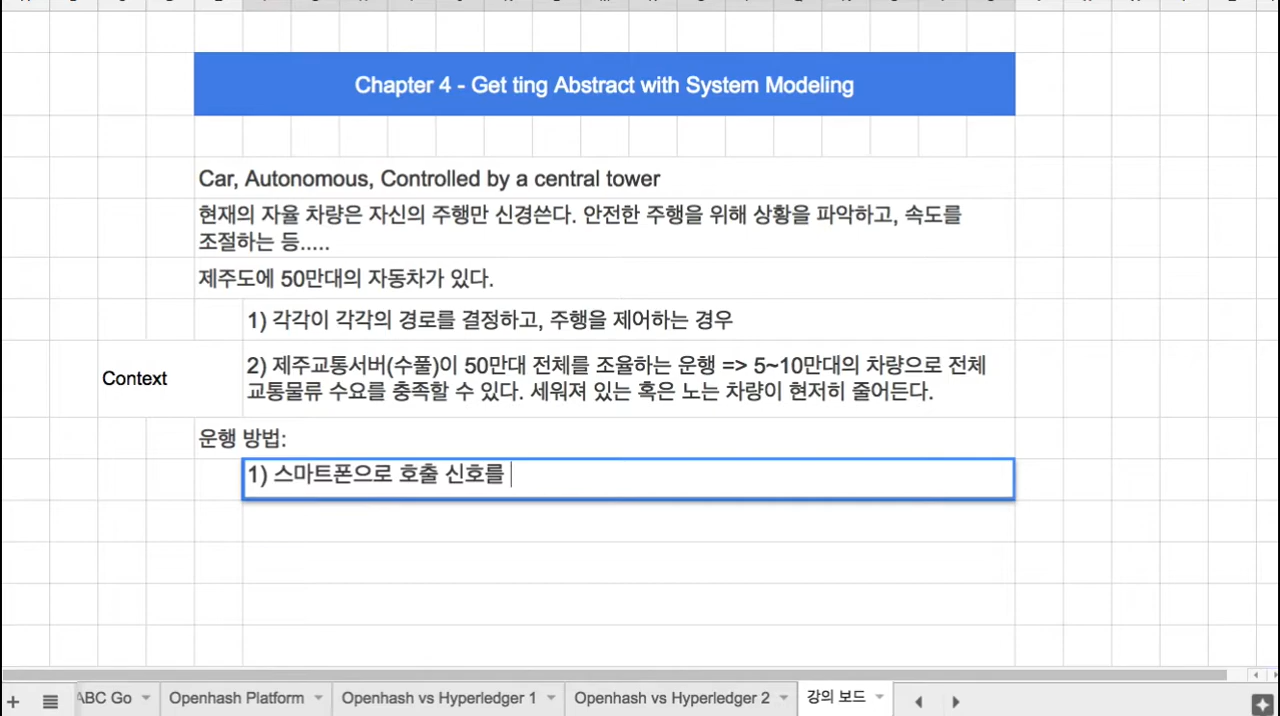 Chapter 4 - Get ting Abstract with System Modeling
Car, Autonomous, Controlled by a central tower
현재의 자율 차량은 자신의 주행만 신경쓴다. 안전한 주행을 위해 상황을 파악하고, 속도를
조절하는 등.....
제주도에 50만대의 자동차가 있다.
1) 각각이 각각의 경로를 결정하고, 주행을 제어하는 경우
Context
2) 제주교통서버(수풀)이 50만대 전체를 조율하는 운행 => 5~10만대의 차량으로 전체
교통물류 수요를 충족할 수 있다. 세워져 있는 혹은 노는 차량이 현저히 줄어든다.
운행 방법:
1) 스마트폰으로 호출 신호를
ABC Go
Openhash Platform
Openhash vs Hyperledger 1
Openhash vs Hyperledger 2
강의 보드